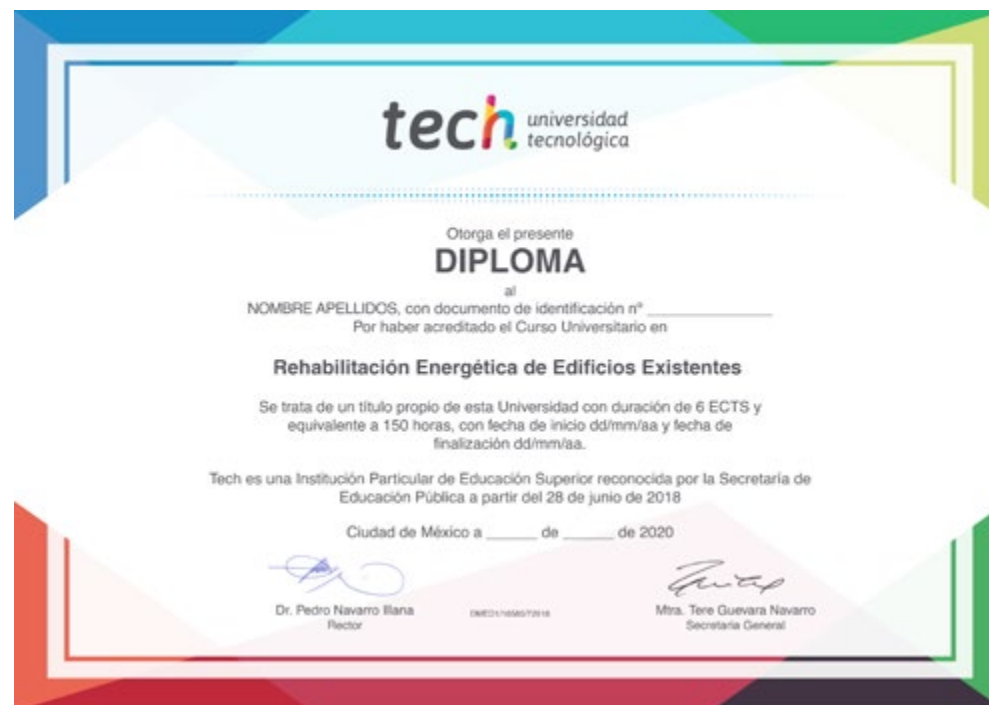 tech universidad
tecnológica
Otorga el presente
DIPLOMA
al
NOMBRE APELLIDOS, con documento de identificación nº ______________
Por haber acreditado el Curso Universitario en
Rehabilitación Energética de Edificios Existentes
Se trata de un título propio de esta Universidad con duración de 6 ECTS y
equivalente a 150 horas, con fecha de inicio dd/mm/aa y fecha de
finalización dd/mm/aa.
Tech es una Institución Particular de Educación Superior reconocida por la Secretaría de
Educación Pública a partir del 28 de junio de 2018
Ciudad de México a ______ de ______ de 2020
Dr. Pedro Navarro Illana
Rector
Mtra. Tere Guevara Navarro
Secretaria General